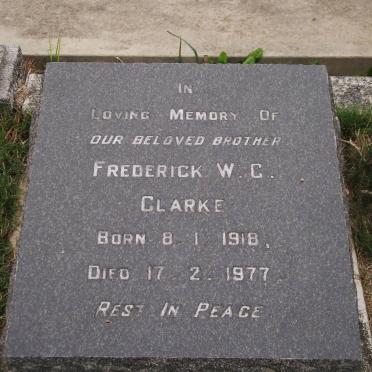 In
Loving Memory Of
OUR BELOVED BROTHER
Frederick W. G.
Clarke
Born 8. 1. 1918,
Died 17. 2. 1977
Rest In Peace